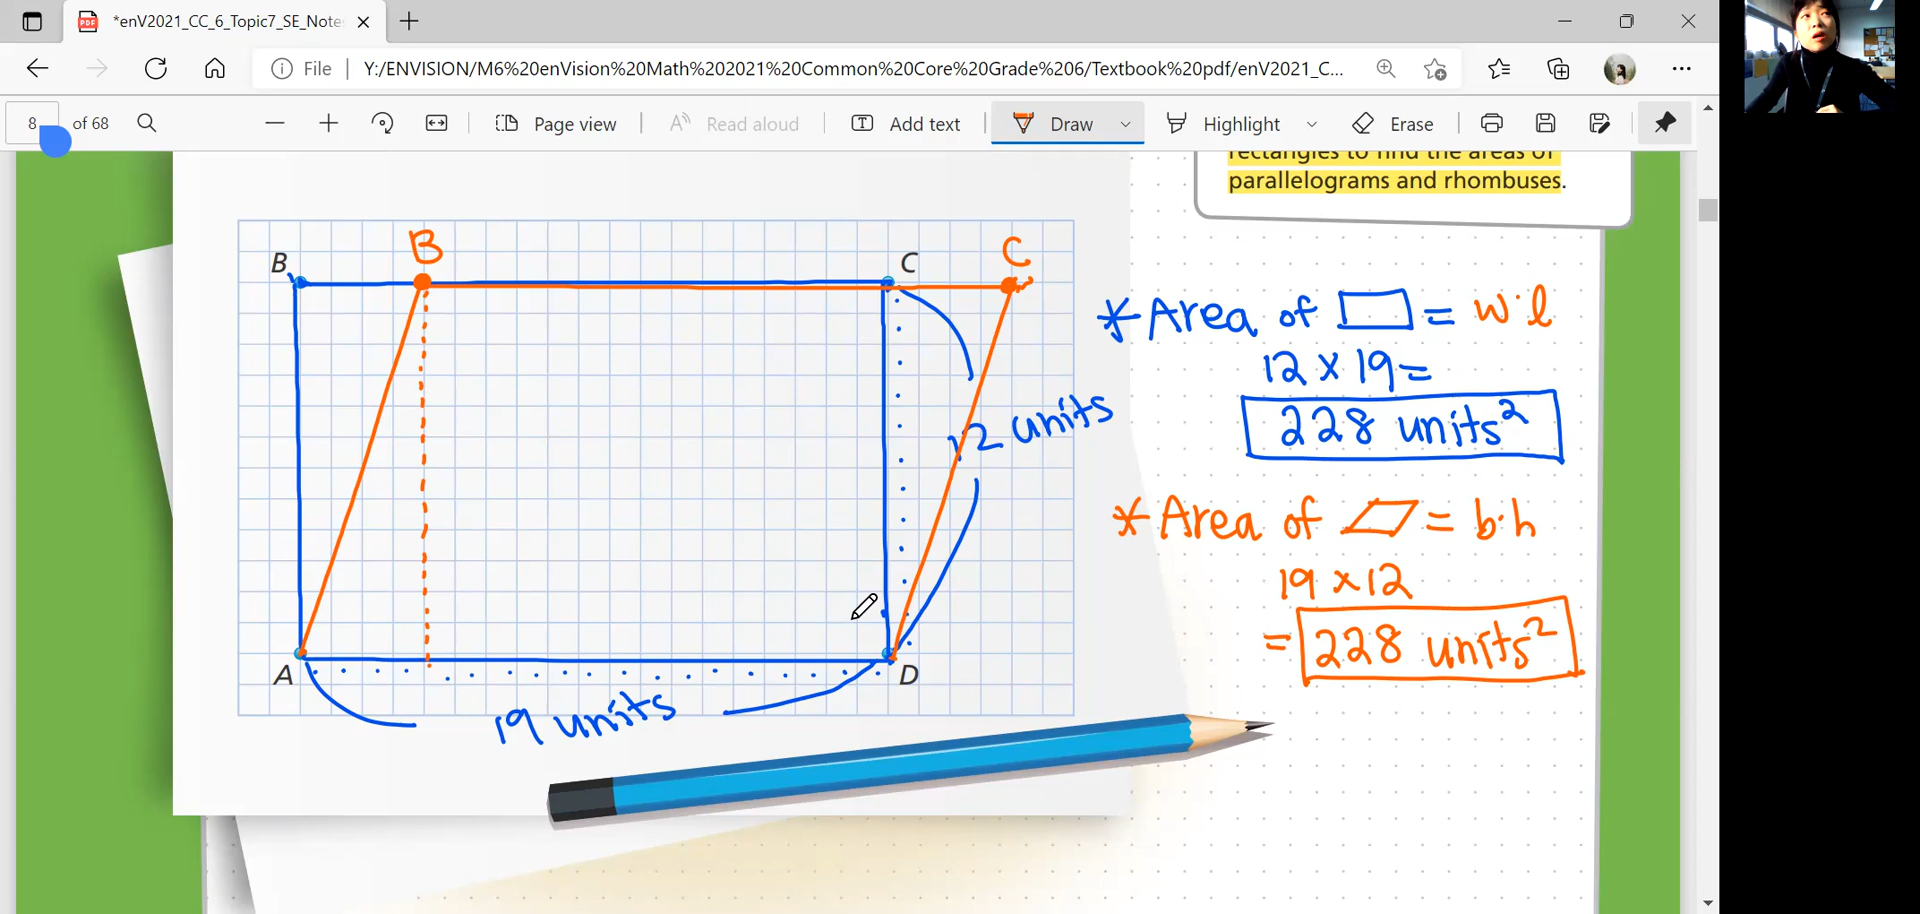 *enV2021_CC_6_Topic7_SE_Note
File
Y:/ENVISION/M6%20enVision%20Math%202021%20Common%20Core%20Grade%206/Textbook%20pdf/enV2021_C...
8 of 68
Page view
Read aloud
Add text
Draw
Highlight
Erase
rectangles to find the areas of
parallelograms and rhombuses.
B
B
C
C
*Area of = w·l
12 x 19=
228 units²
12 units
*Area of = b·h
19 x 12
= 228 units²
A
D
19 units